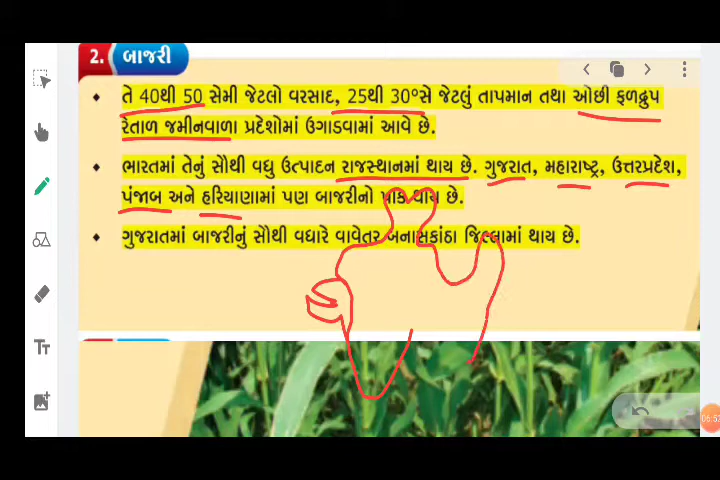 2. બાજરી
તે 40થી 50 સેમી જેટલો વરસાદ, 25થી 30°સે જેટલું તાપમાન તથા ઓછી ફળદ્રુપ
રેતાળ જમીનવાળા પ્રદેશોમાં ઉગાડવામાં આવે છે.
ભારતમાં તેનું સૌથી વધુ ઉત્પાદન રાજસ્થાનમાં થાય છે. ગુજરાત, મહારાષ્ટ્ર, ઉત્તરપ્રદેશ,
પંજાબ અને હરિયાણામાં પણ બાજરીનો પાક થાય છે.
ગુજરાતમાં બાજરીનું સૌથી વધારે વાવેતર બનાસકાંઠા જિલ્લામાં થાય છે.
Tт